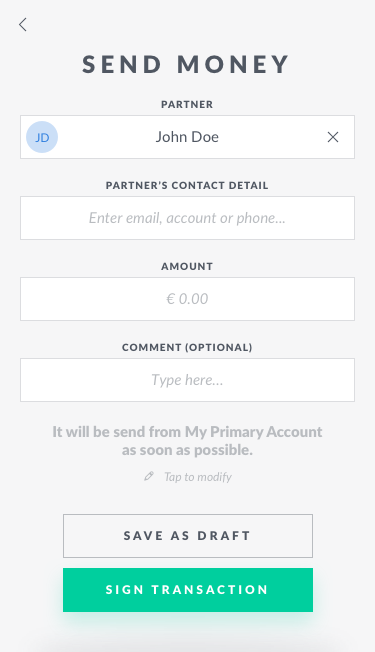 SEND MONEY
PARTNER
JD John Doe
PARTNER'S CONTACT DETAIL
Enter email, account or phone...
AMOUNT
€ 0.00
COMMENT (OPTIONAL)
Type here...
It will be send from My Primary Account
as soon as possible.
Tap to modify
SAVE AS DRAFT
SIGN TRANSACTION